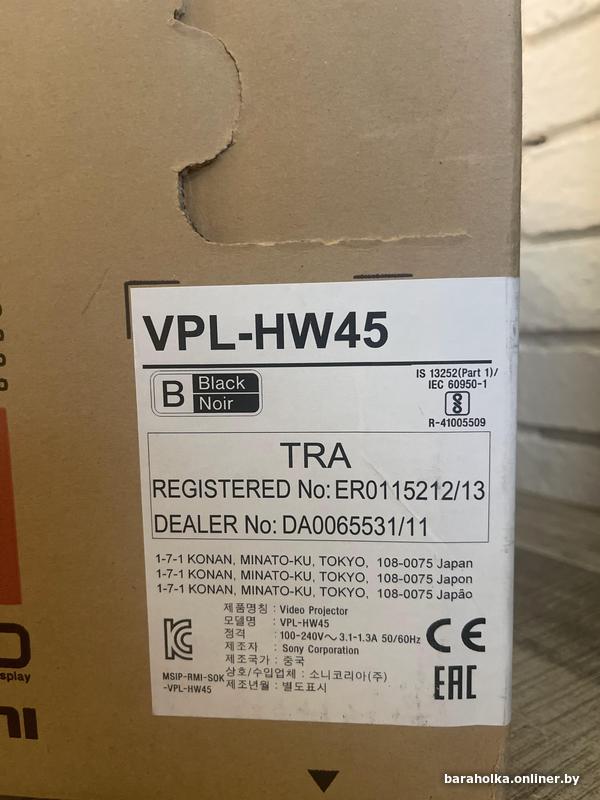 VPL-HW45
B Black
Noir
IS 13252(Part 1)/
IEC 60950-1
R-41005509
TRA
REGISTERED No: ER0115212/13
DEALER No: DA0065531/11
1-7-1 KONAN, MINATO-KU, TOKYO, 108-0075 Japan
1-7-1 KONAN, MINATO-KU, TOKYO, 108-0075 Japon
1-7-1 KONAN, MINATO-KU, TOKYO, 108-0075 Japão
제품명칭 : Video Projector
모델명 : VPL-HW45
정격 : 100-240V~ 3.1-1.3A 50/60Hz
제조자 : Sony Corporation
제조국가 : 중국
상호/수입업체 : 소니코리아(주)
제조년월 : 별도표시
MSIP-RMI-SOK
-VPL-HW45
CE
EAC
baraholka.onliner.by